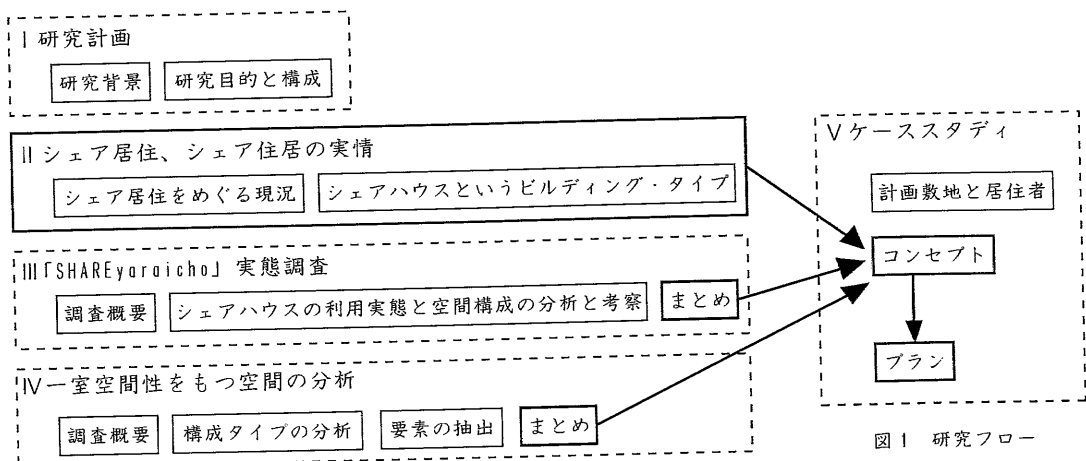 I 研究計画
研究背景 研究目的と構成
II シェア居住、シェア住居の実情
シェア居住をめぐる現況 シェアハウスというビルディング・タイプ
III「SHAREyaraicho」実態調査
調査概要 シェアハウスの利用実態と空間構成の分析と考察 まとめ
IV 一室空間性をもつ空間の分析
調査概要 構成タイプの分析 要素の抽出 まとめ
V ケーススタディ
計画敷地と居住者
コンセプト
プラン
図1 研究フロー